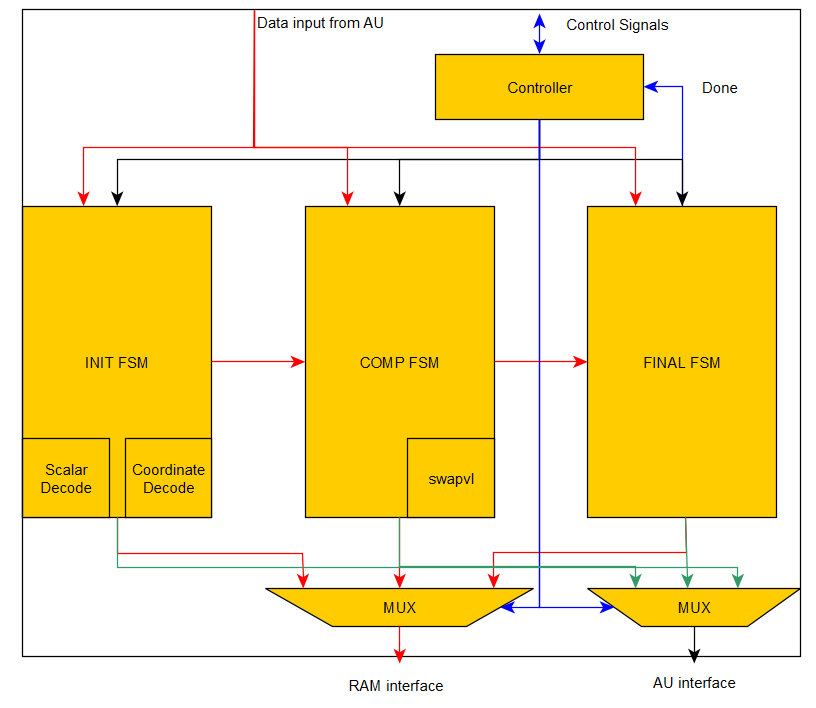 Data input from AU
Control Signals
Controller
Done
INIT FSM
COMP FSM
FINAL FSM
Scalar
Decode
Coordinate
Decode
swapvl
MUX
MUX
RAM interface
AU interface